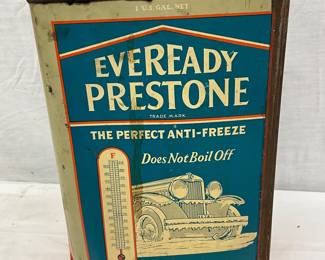 1 U.S. GAL. NET
EVEREADY
PRESTONE
TRADE MARK
THE PERFECT ANTI-FREEZE
F
Does Not Boil Off